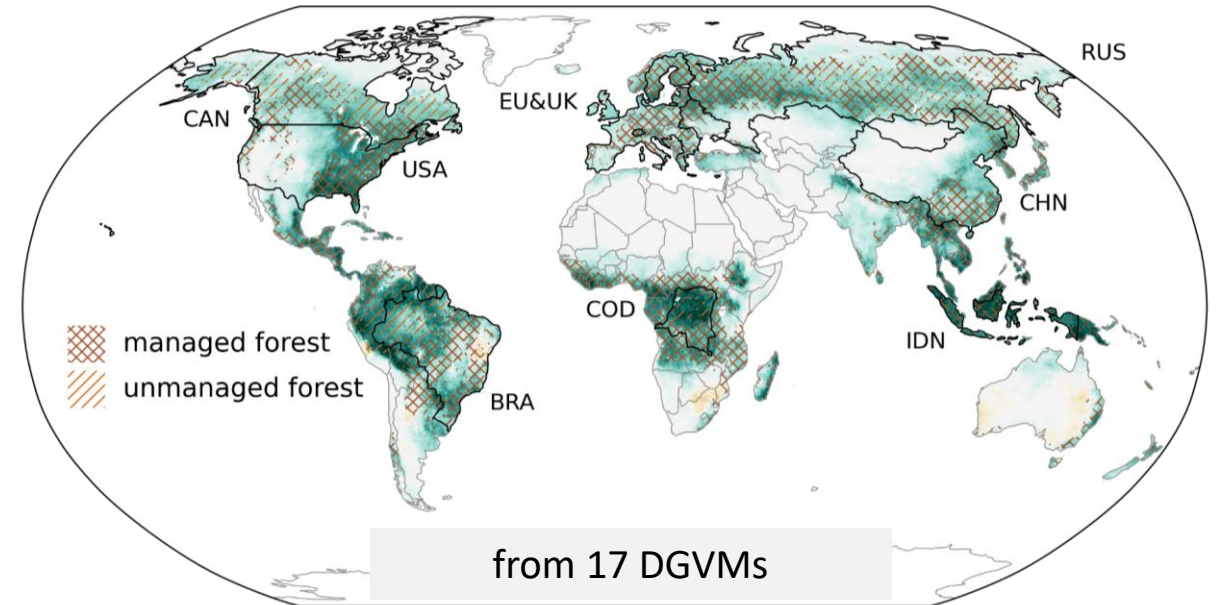 RUS
EU&UK
CAN
USA
CHN
COD
IDN
managed forest
unmanaged forest
BRA
from 17 DGVMs